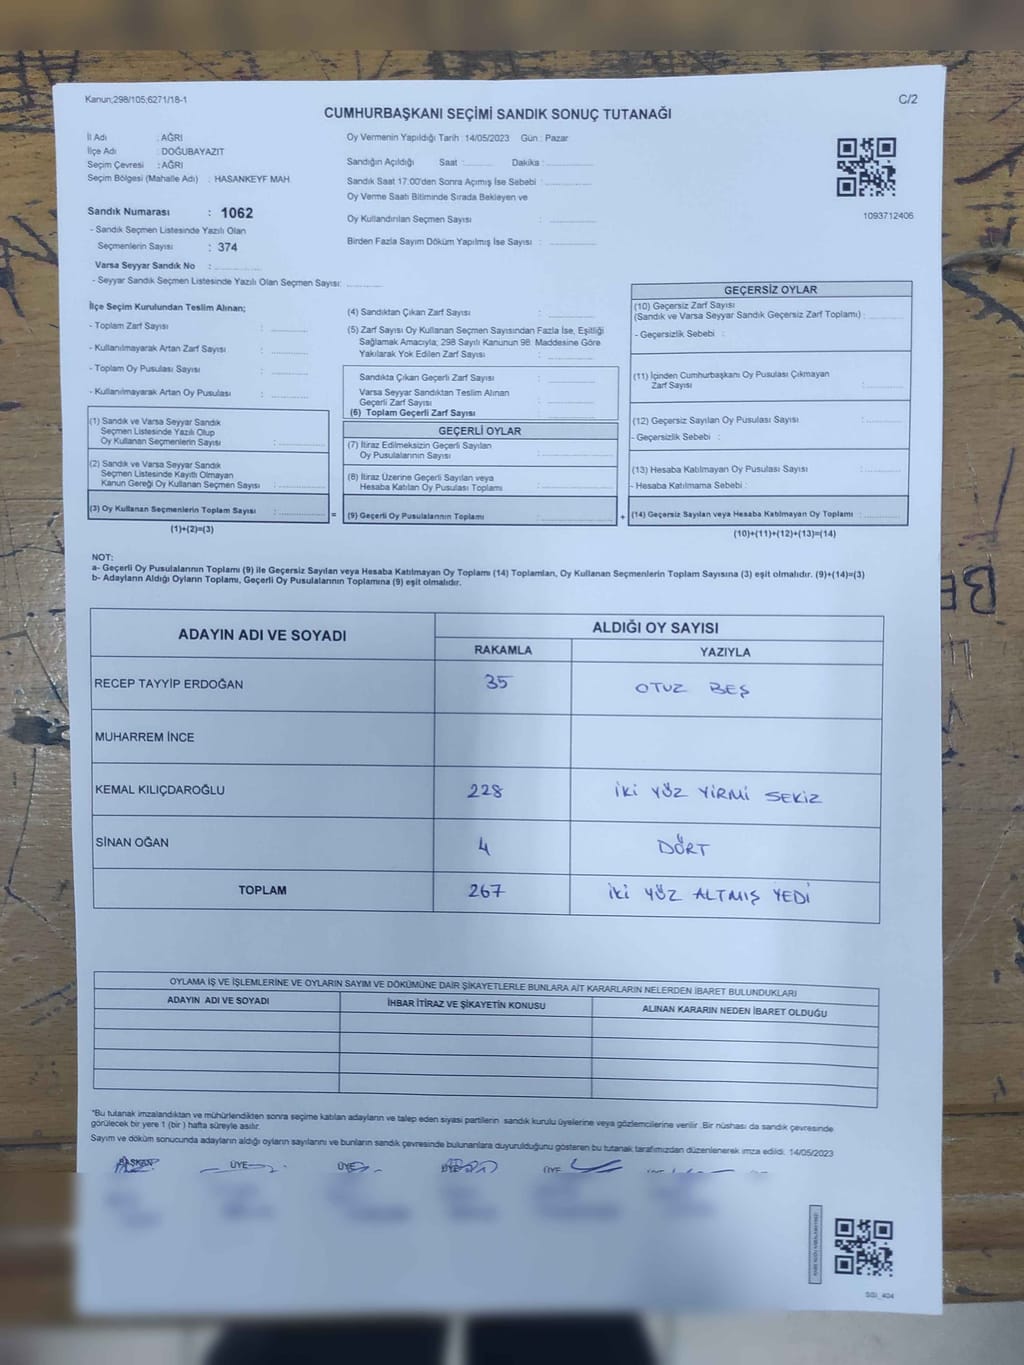 Kanun;298/105;6271/18-1
C/2
CUMHURBAŞKANI SEÇİMİ SANDIK SONUÇ TUTANAĞI
İl Adı : AĞRI
İlçe Adı : DOĞUBAYAZIT
Seçim Çevresi : AĞRI
Seçim Bölgesi (Mahalle Adı) : HASANKEYF MAH.
Sandık Numarası : 1062
- Sandık Seçmen Listesinde Yazılı Olan
Seçmenlerin Sayısı : 374
Varsa Seyyar Sandık No :
- Seyyar Sandık Seçmen Listesinde Yazılı Olan Seçmen Sayısı:
Oy Vermenin Yapıldığı Tarih : 14/05/2023 Gün : Pazar
Sandığın Açıldığı Saat : Dakika :
Sandık Saat 17.00'den Sonra Açımış İse Sebebi :
Oy Verme Saati Bitiminde Sırada Bekleyen ve
Oy Kullandırılan Seçmen Sayısı :
Birden Fazla Sayım Döküm Yapılmış İse Sayısı :
1093712406
İlçe Seçim Kurulundan Teslim Alınan;
- Toplam Zarf Sayısı :
- Kullanılmayarak Artan Zarf Sayısı :
- Toplam Oy Pusulası Sayısı :
- Kullanılmayarak Artan Oy Pusulası :
(1) Sandık ve Varsa Seyyar Sandık
Seçmen Listesinde Yazılı Olup
Oy Kullanan Seçmenlerin Sayısı :
(2) Sandık ve Varsa Seyyar Sandık
Seçmen Listesinde Kayıtlı Olmayan
Kanun Gereği Oy Kullanan Seçmen Sayısı :
(3) Oy Kullanan Seçmenlerin Toplam Sayısı :
(1)+(2)=(3)
(4) Sandıktan Çıkan Zarf Sayısı :
(5) Zarf Sayısı Oy Kullanan Seçmen Sayısından Fazla İse, Eşitliği
Sağlamak Amacıyla; 298 Sayılı Kanunun 98. Maddesine Göre
Yakılarak Yok Edilen Zarf Sayısı :
Sandıkta Çıkan Geçerli Zarf Sayısı :
Varsa Seyyar Sandıktan Teslim Alınan
Geçerli Zarf Sayısı :
(6) Toplam Geçerli Zarf Sayısı :
GEÇERLİ OYLAR
(7) İtiraz Edilmeksizin Geçerli Sayılan
Oy Pusulalarının Sayısı :
(8) İtiraz Üzerine Geçerli Sayılan veya
Hesaba Katılan Oy Pusulası Toplamı :
=
(9) Geçerli Oy Pusulalarının Toplamı :
+
GEÇERSİZ OYLAR
(10) Geçersiz Zarf Sayısı
(Sandık ve Varsa Seyyar Sandık Geçersiz Zarf Toplamı) :
- Geçersizlik Sebebi :
(11) İçinden Cumhurbaşkanı Oy Pusulası Çıkmayan
Zarf Sayısı :
(12) Geçersiz Sayılan Oy Pusulası Sayısı :
- Geçersizlik Sebebi :
(13) Hesaba Katılmayan Oy Pusulası Sayısı :
- Hesaba Katılmama Sebebi :
(14) Geçersiz Sayılan veya Hesaba Katılmayan Oy Toplamı :
(10)+(11)+(12)+(13)=(14)
NOT:
a- Geçerli Oy Pusulalarının Toplamı (9) ile Geçersiz Sayılan veya Hesaba Katılmayan Oy Toplamı (14) Toplamları, Oy Kullanan Seçmenlerin Toplam Sayısına (3) eşit olmalıdır. (9)+(14)=(3)
b- Adayların Aldığı Oyların Toplamı, Geçerli Oy Pusulalarının Toplamına (9) eşit olmalıdır.
ADAYIN ADI VE SOYADI
ALDIĞI OY SAYISI
RAKAMLA YAZIYLA
RECEP TAYYİP ERDOĞAN 35 OTUZ BEŞ
MUHARREM İNCE
KEMAL KILIÇDAROĞLU 228 İKİ YÜZ YİRMİ SEKİZ
SİNAN OĞAN 4 DÖRT
TOPLAM 267 İKİ YÜZ ALTMIŞ YEDİ
OYLAMA İŞ VE İŞLEMLERİNE VE OYLARIN SAYIM VE DÖKÜMÜNE DAİR ŞİKAYETLERLE BUNLARA AİT KARARLARIN NELERDEN İBARET BULUNDUKLARI
ADAYIN ADI VE SOYADI İHBAR İTİRAZ VE ŞİKAYETİN KONUSU ALINAN KARARIN NEDEN İBARET OLDUĞU
*Bu tutanak imzalandıktan ve mühürlendikten sonra seçime katılan adayların ve talep eden siyasi partilerin sandık kurulu üyelerine veya gözlemcilerine verilir. Bir nüshası da sandık çevresinde
görülecek bir yere 1 (bir) hafta süreyle asılır.
Sayım ve döküm sonucunda adayların aldığı oyların sayılarını ve bunların sandık çevresinde bulunanlara duyurulduğunu gösteren bu tutanak tarafımızdan düzenlenerek imza edildi. 14/05/2023
BAŞKAN ÜYE ÜYE ÜYE ÜYE
SSI_404